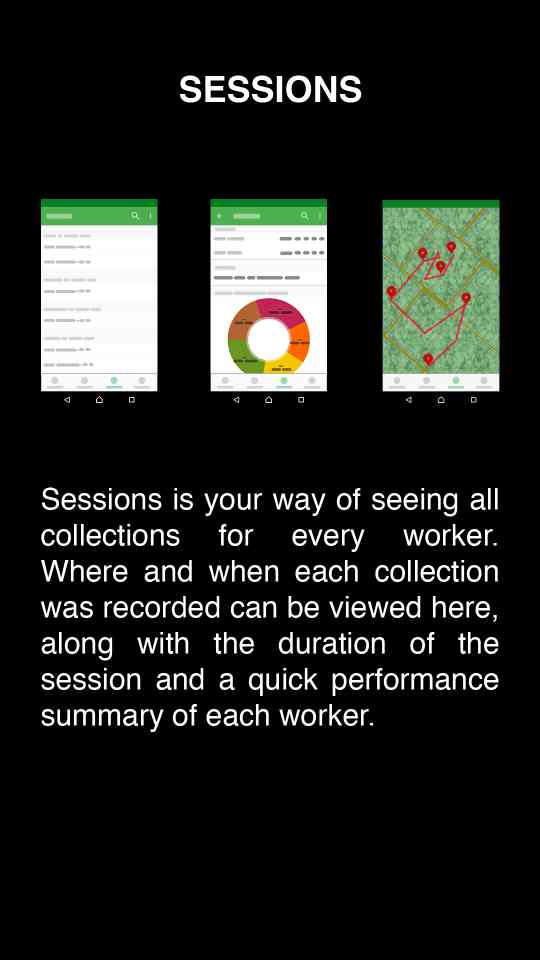 SESSIONS
Sessions is your way of seeing all
collections for every worker.
Where and when each collection
was recorded can be viewed here,
along with the duration of the
session and a quick performance
summary of each worker.